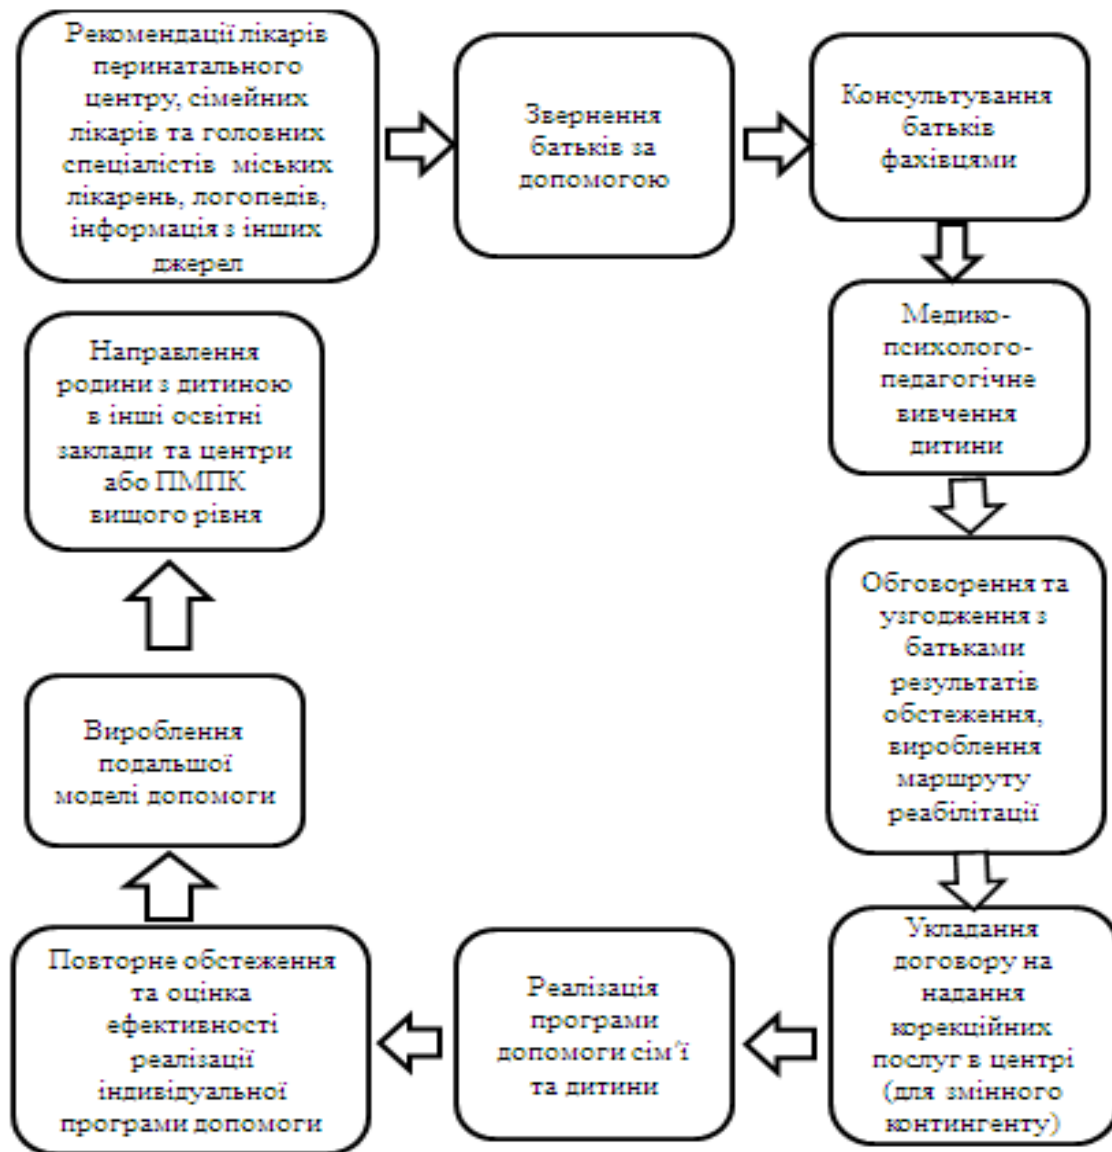 Рекомендації лікарів
перинатального
центру, сімейних
лікарів та головних
спеціалістів міських
лікарень, логопедів,
інформація з інших
джерел
Звернення
батьків за
допомогою
Консультування
батьків
фахівцями
Медико-
психолого-
педагогічне
вивчення
дитини
Обговорення та
узгодження з
батьками
результатів
обстеження,
вироблення
маршруту
реабілітації
Укладання
договору на
надання
корекційних
послуг в центрі
(для змінного
контингенту)
Реалізація
програми
допомоги сім´ї
та дитини
Повторне обстеження
та оцінка
ефективності
реалізації
індивідуальної
програми допомоги
Вироблення
подальшої
моделі допомоги
Направлення
родини з дитиною
в інші освітні
заклади та центри
або ПМПК
вищого рівня